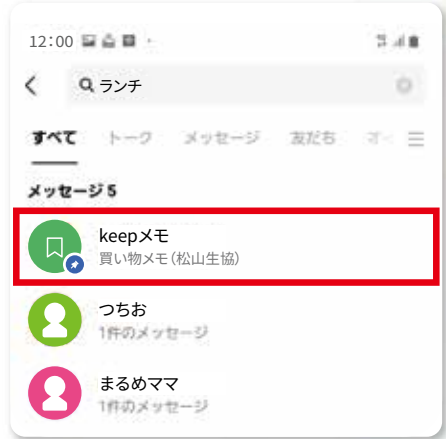 12:00
ランチ
すべて トーク メッセージ 友だち オー
メッセージ 5
keepメモ
買い物メモ(松山生協)
つちお
1件のメッセージ
まるめママ
1件のメッセージ